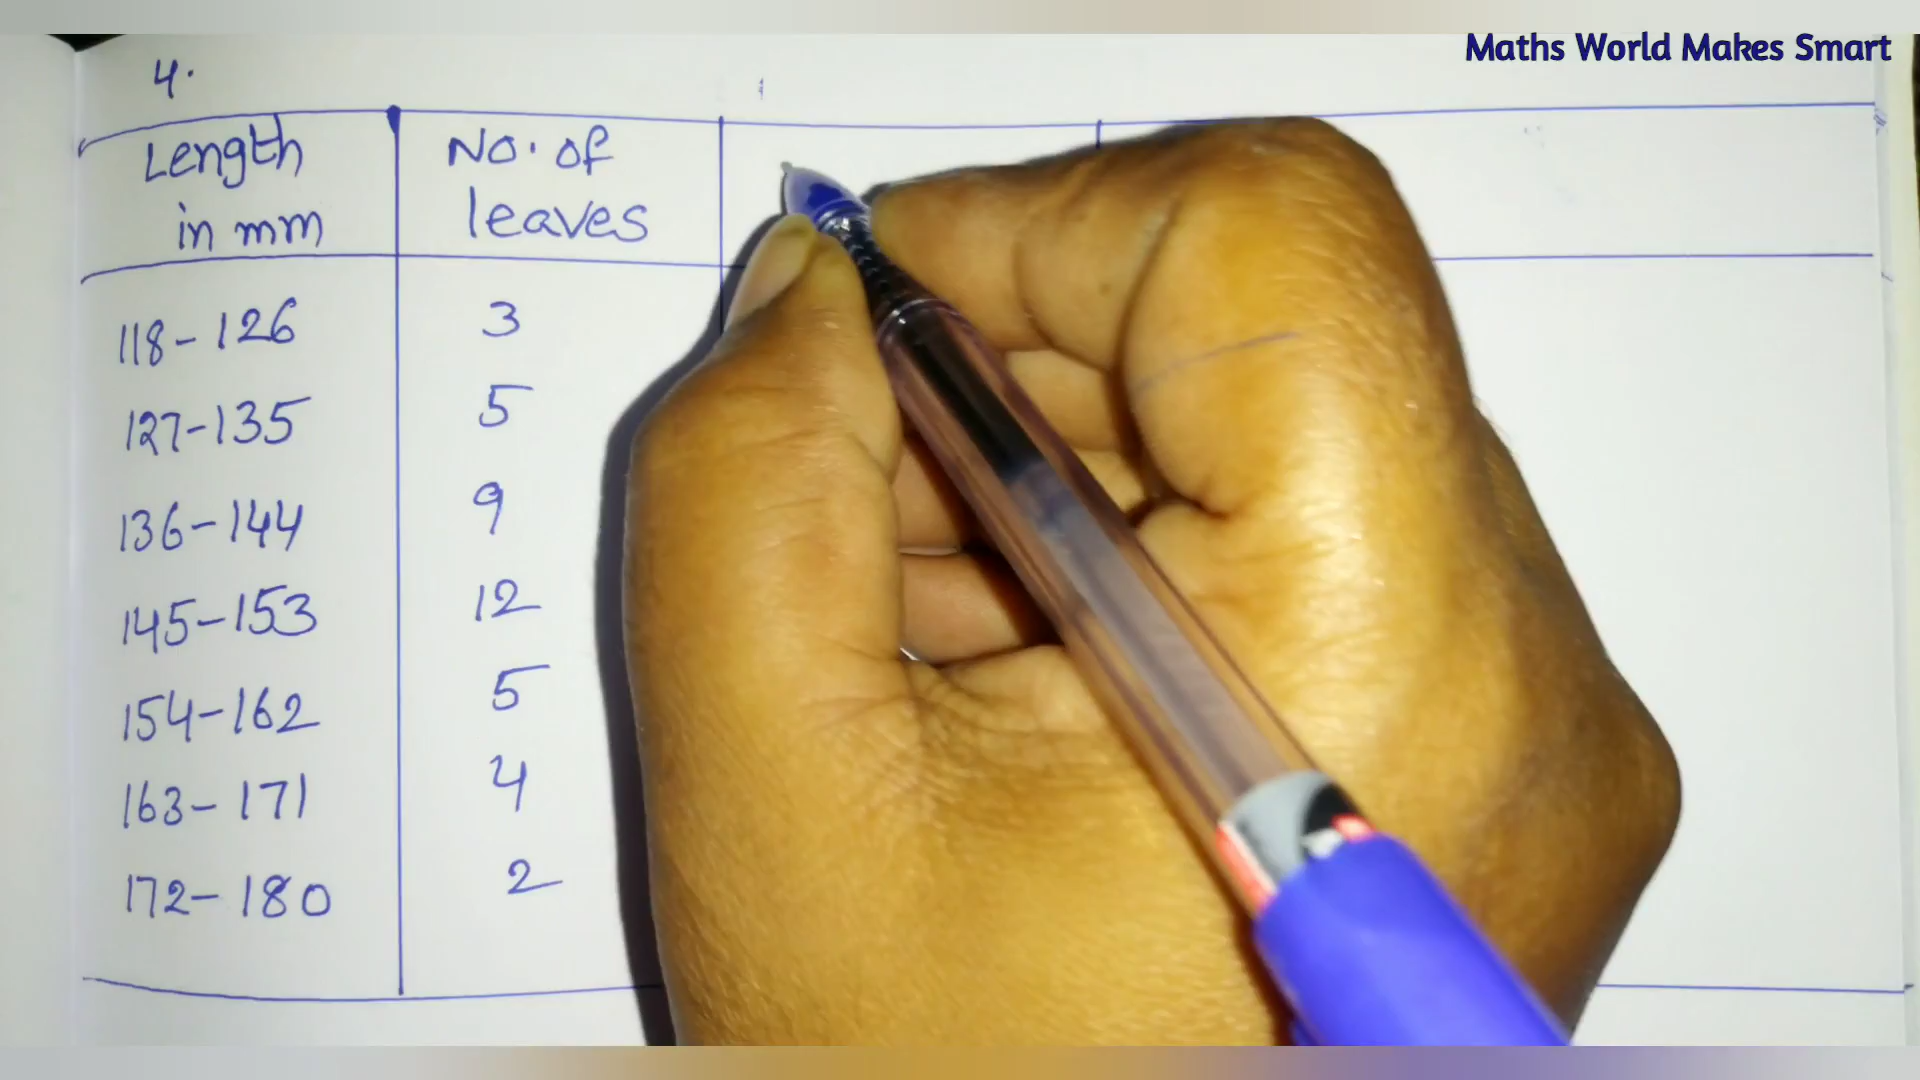 Maths World Makes Smart
4.
Length in mm
No. of leaves
118-126 3
127-135 5
136-144 9
145-153 12
154-162 5
163-171 4
172-180 2